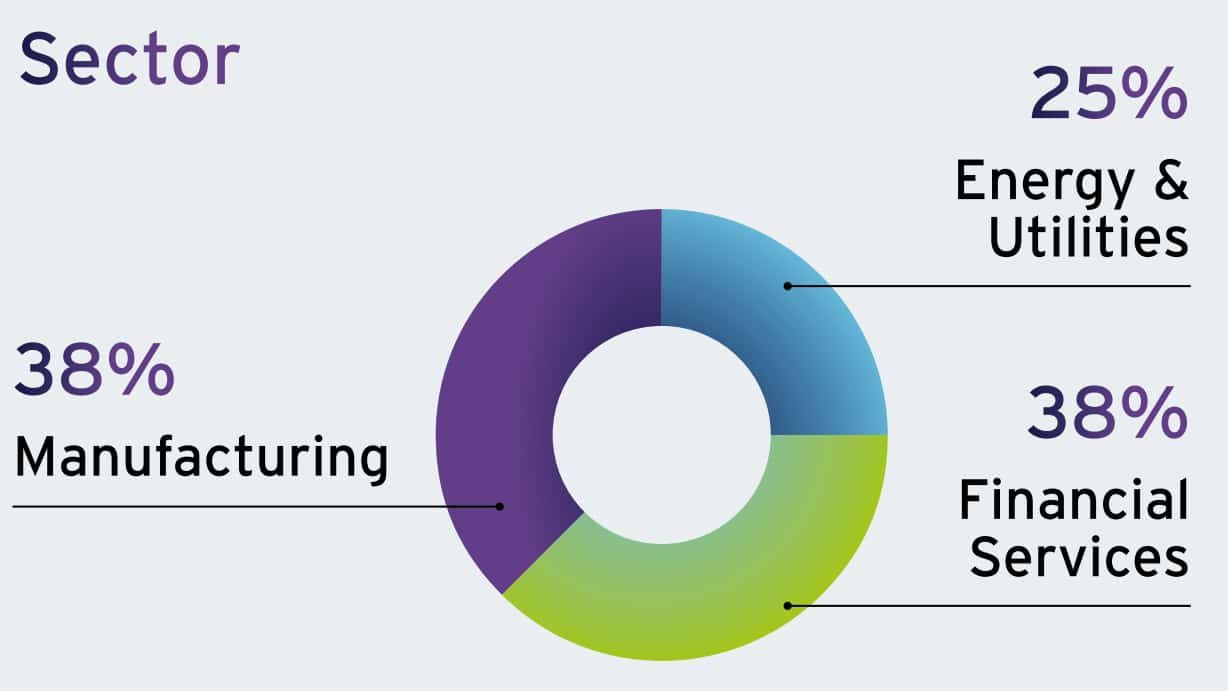 Sector
25%
Energy &
Utilities
38%
Manufacturing
38%
Financial
Services